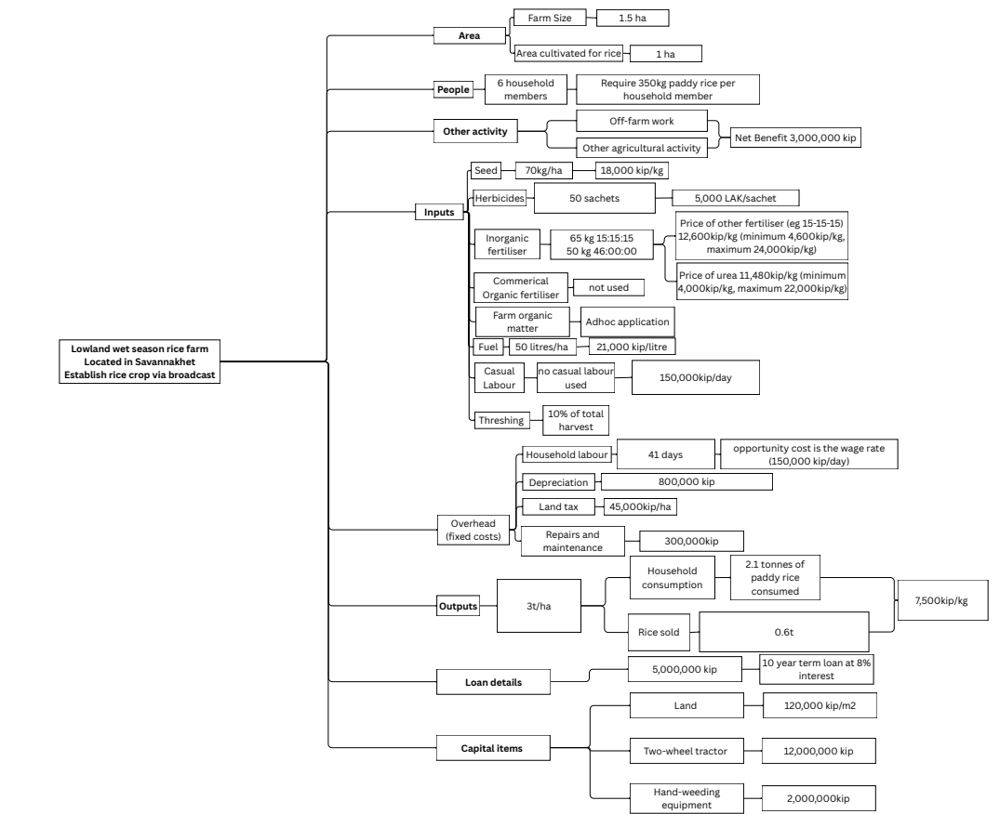 Area
Farm Size
1.5 ha
Area cultivated for rice
1 ha
People
6 household
members
Require 350kg paddy rice per
household member
Other activity
Off-farm work
Other agricultural activity
Net Benefit 3,000,000 kip
Inputs
Seed
70kg/ha
18,000 kip/kg
Herbicides
50 sachets
5,000 LAK/sachet
Inorganic
fertiliser
65 kg 15:15:15
50 kg 46:00:00
Price of other fertiliser (eg 15-15-15)
12,600kip/kg (minimum 4,600kip/kg,
maximum 24,000kip/kg)
Price of urea 11,480kip/kg (minimum
4,000kip/kg, maximum 22,000kip/kg)
Commerical
Organic fertiliser
not used
Farm organic
matter
Adhoc application
Fuel
50 litres/ha
21,000 kip/litre
Casual
Labour
no casual labour
used
150,000kip/day
Threshing
10% of total
harvest
Lowland wet season rice farm
Located in Savannakhet
Establish rice crop via broadcast
Overhead
(fixed costs)
Household labour
41 days
opportunity cost is the wage rate
(150,000 kip/day)
Depreciation
800,000 kip
Land tax
45,000kip/ha
Repairs and
maintenance
300,000kip
Outputs
3t/ha
Household
consumption
2.1 tonnes of
paddy rice
consumed
Rice sold
0.6t
7,500kip/kg
Loan details
5,000,000 kip
10 year term loan at 8%
interest
Capital items
Land
120,000 kip/m2
Two-wheel tractor
12,000,000 kip
Hand-weeding
equipment
2,000,000kip